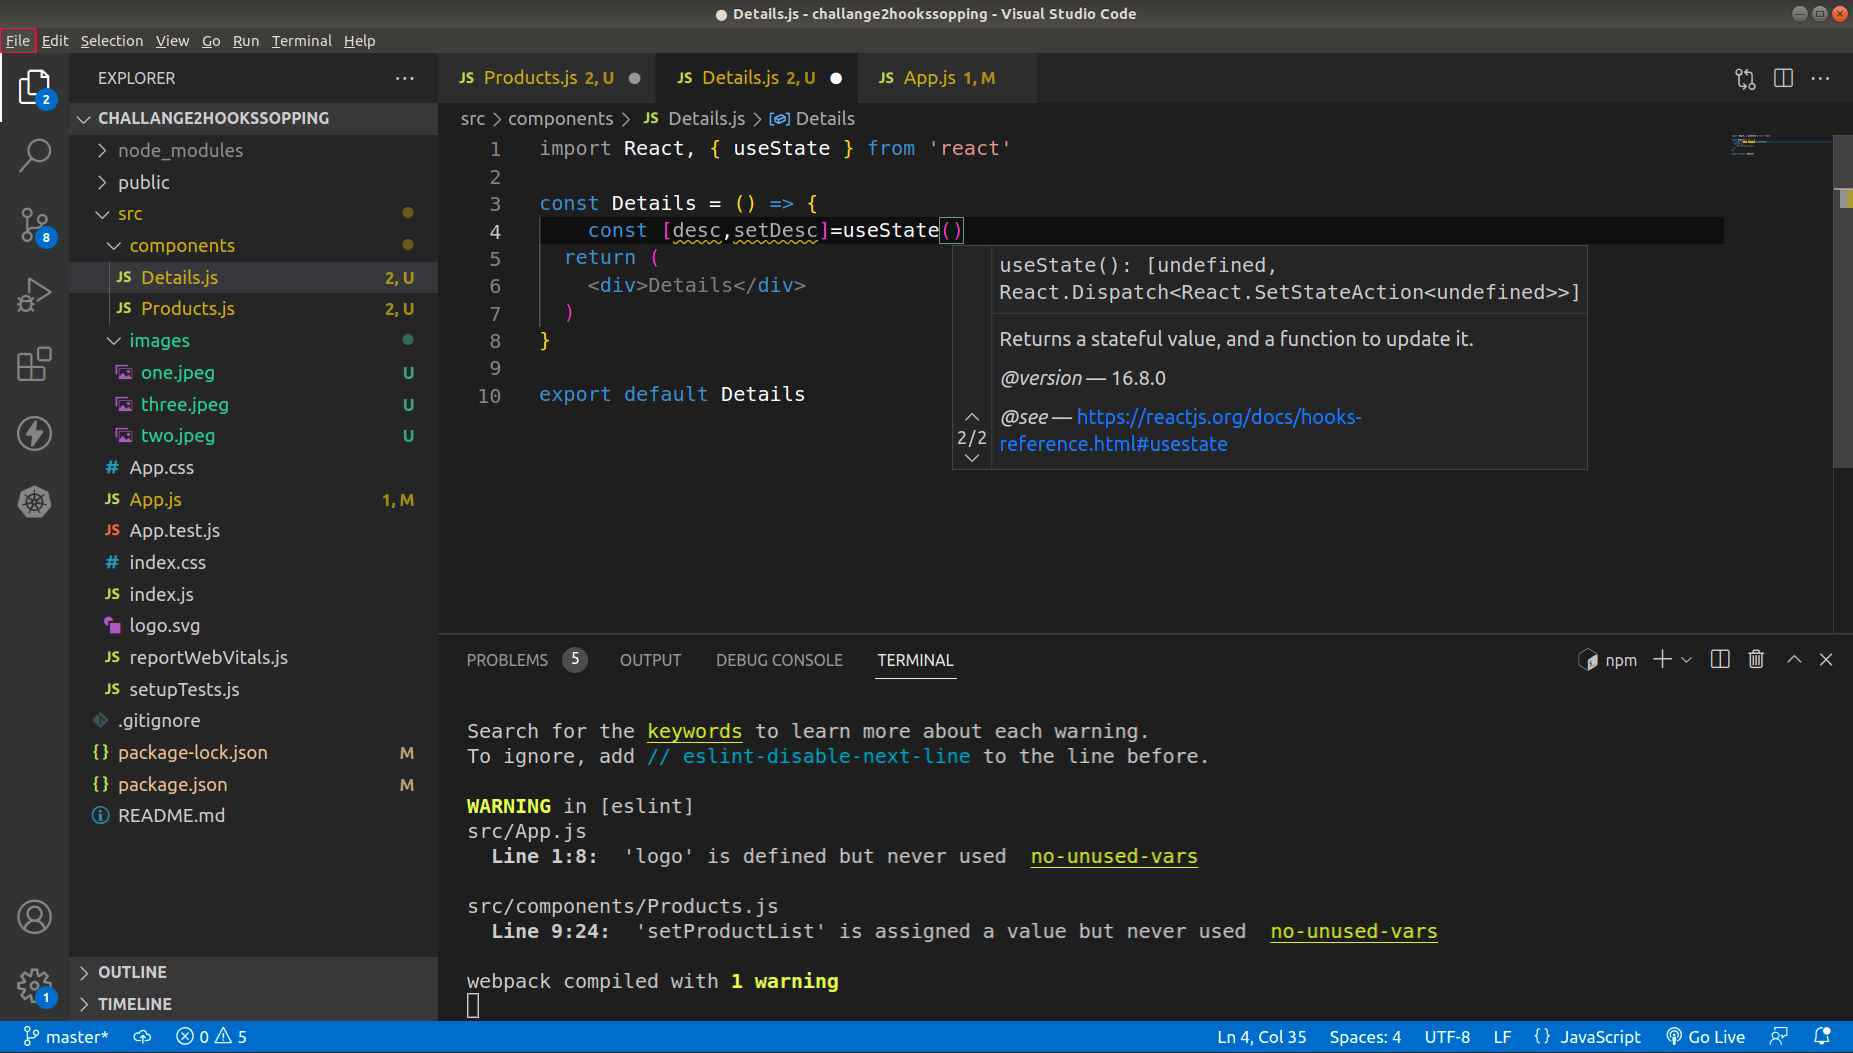 Details.js - challange2hookssopping - Visual Studio Code
File Edit Selection View Go Run Terminal Help
EXPLORER
CHALLANGE2HOOKSSOPPING
node_modules
public
src
components
JS Details.js 2, U
JS Products.js 2, U
images
one.jpeg U
three.jpeg U
two.jpeg U
# App.css
JS App.js 1, M
JS App.test.js
# index.css
JS index.js
logo.svg
JS reportWebVitals.js
JS setupTests.js
.gitignore
{} package-lock.json M
{} package.json M
README.md
OUTLINE
TIMELINE
2
8
1
JS Products.js 2, U
JS Details.js 2, U
JS App.js 1, M
src > components > JS Details.js > Details
1 import React, { useState } from 'react'
2
3 const Details = () => {
4 const [desc,setDesc]=useState()
5 return (
6 <div>Details</div>
7 )
8 }
9
10 export default Details
useState(): [undefined,
React.Dispatch<React.SetStateAction<undefined>>]
Returns a stateful value, and a function to update it.
@version — 16.8.0
@see — https://reactjs.org/docs/hooks-
reference.html#usestate
2/2
PROBLEMS 5 OUTPUT DEBUG CONSOLE TERMINAL
npm
Search for the keywords to learn more about each warning.
To ignore, add // eslint-disable-next-line to the line before.
WARNING in [eslint]
src/App.js
Line 1:8: 'logo' is defined but never used no-unused-vars
src/components/Products.js
Line 9:24: 'setProductList' is assigned a value but never used no-unused-vars
webpack compiled with 1 warning
master* 0 5
Ln 4, Col 35 Spaces: 4 UTF-8 LF {} JavaScript Go Live